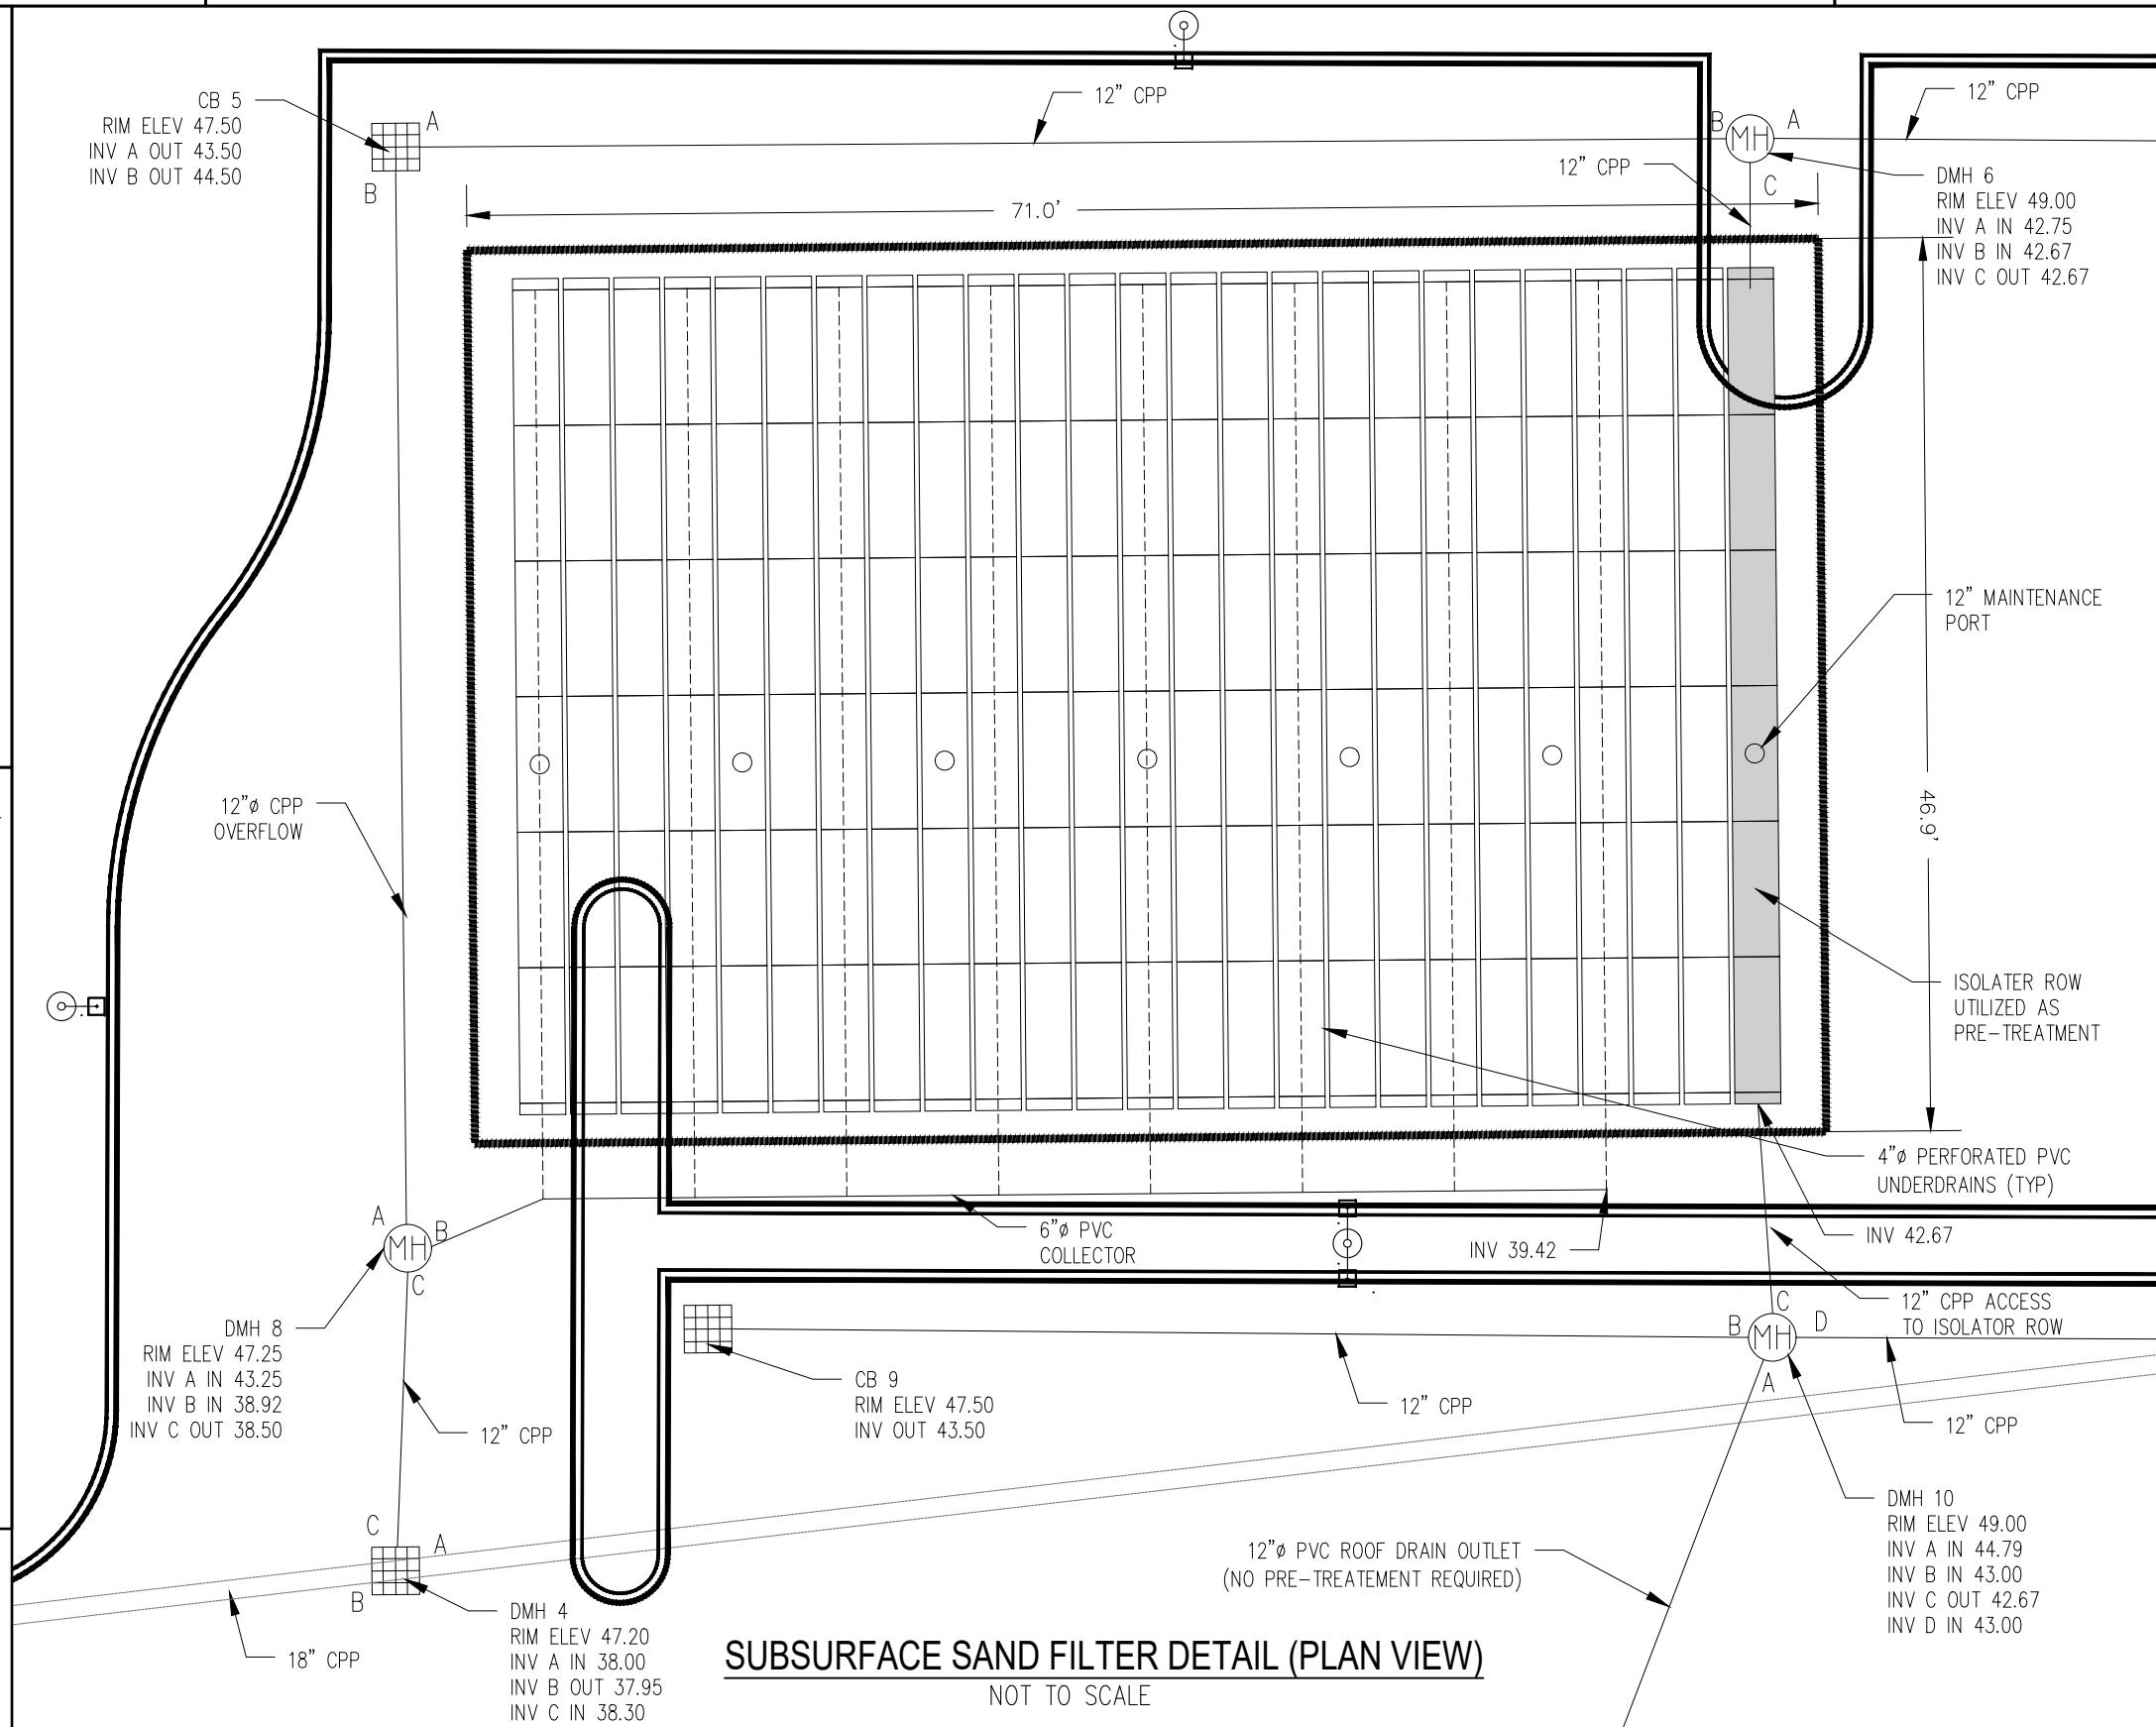 CB 5
RIM ELEV 47.50
INV A OUT 43.50
INV B OUT 44.50
A
B
12" CPP
12" CPP
B
MH
A
12" CPP
C
DMH 6
RIM ELEV 49.00
INV A IN 42.75
INV B IN 42.67
INV C OUT 42.67
71.0'
12" MAINTENANCE
PORT
46.9'
12"ø CPP
OVERFLOW
ISOLATER ROW
UTILIZED AS
PRE-TREATMENT
4"ø PERFORATED PVC
UNDERDRAINS (TYP)
A
MH
B
C
6"ø PVC
COLLECTOR
INV 39.42
INV 42.67
12" CPP ACCESS
TO ISOLATOR ROW
DMH 8
RIM ELEV 47.25
INV A IN 43.25
INV B IN 38.92
INV C OUT 38.50
12" CPP
CB 9
RIM ELEV 47.50
INV OUT 43.50
12" CPP
C
B
MH
D
A
12" CPP
DMH 10
RIM ELEV 49.00
INV A IN 44.79
INV B IN 43.00
INV C OUT 42.67
INV D IN 43.00
12"ø PVC ROOF DRAIN OUTLET
(NO PRE-TREATEMENT REQUIRED)
C
A
B
18" CPP
DMH 4
RIM ELEV 47.20
INV A IN 38.00
INV B OUT 37.95
INV C IN 38.30
SUBSURFACE SAND FILTER DETAIL (PLAN VIEW)
NOT TO SCALE